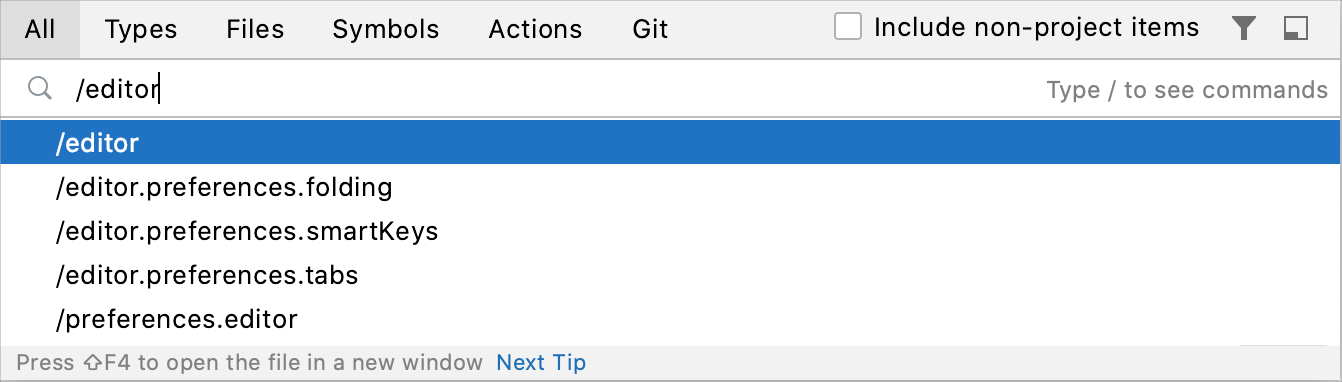 All Types Files Symbols Actions Git Include non-project items
/editor Type / to see commands
/editor
/editor.preferences.folding
/editor.preferences.smartKeys
/editor.preferences.tabs
/preferences.editor
Press ⇧F4 to open the file in a new window Next Tip